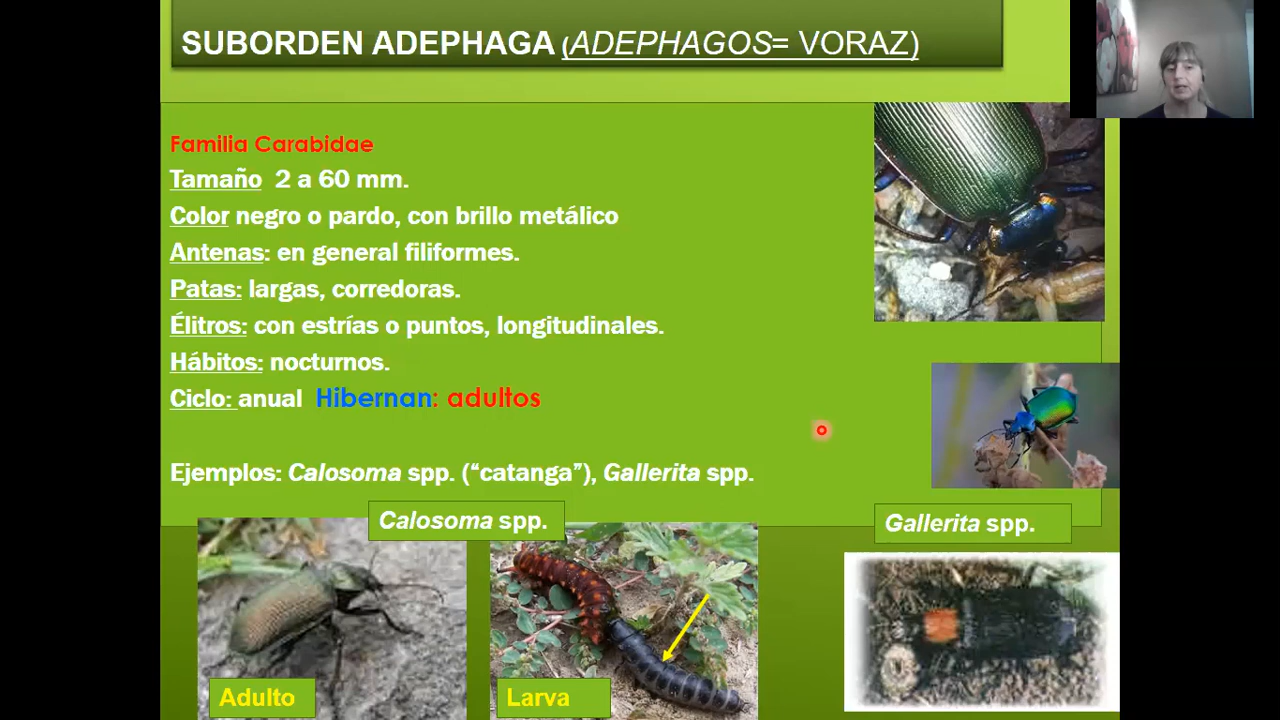 SUBORDEN ADEPHAGA (ADEPHAGOS= VORAZ)
Familia Carabidae
Tamaño 2 a 60 mm.
Color negro o pardo, con brillo metálico
Antenas: en general filiformes.
Patas: largas, corredoras.
Élitros: con estrías o puntos, longitudinales.
Hábitos: nocturnos.
Ciclo: anual Hibernan: adultos
Ejemplos: Calosoma spp. (“catanga”), Gallerita spp.
Calosoma spp.
Gallerita spp.
Adulto
Larva